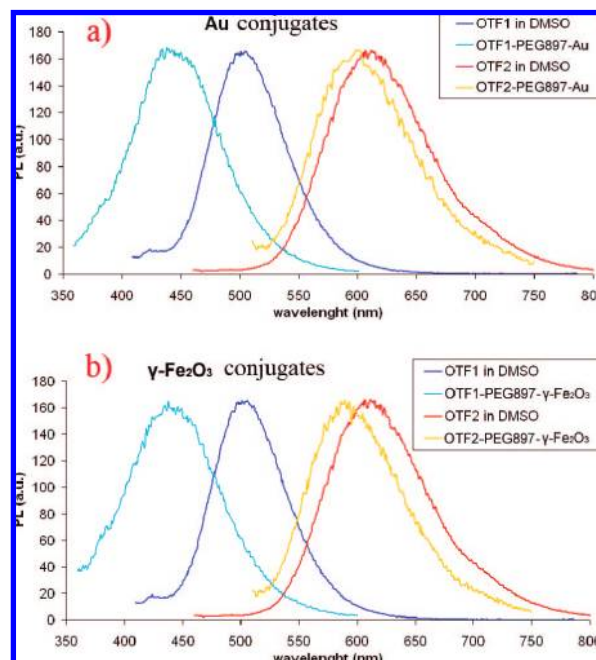 a)
Au conjugates
OTF1 in DMSO
OTF1-PEG897-Au
OTF2 in DMSO
OTF2-PEG897-Au
PL (a.u.)
180
160
140
120
100
80
60
40
20
0
350 400 450 500 550 600 650 700 750 800
wavelenght (nm)
b)
γ-Fe₂O₃ conjugates
OTF1 in DMSO
OTF1-PEG897-γ-Fe₂O₃
OTF2 in DMSO
OTF2-PEG897-γ-Fe₂O₃
PL (a.u.)
180
160
140
120
100
80
60
40
20
0
350 400 450 500 550 600 650 700 750 800
wavelenght (nm)